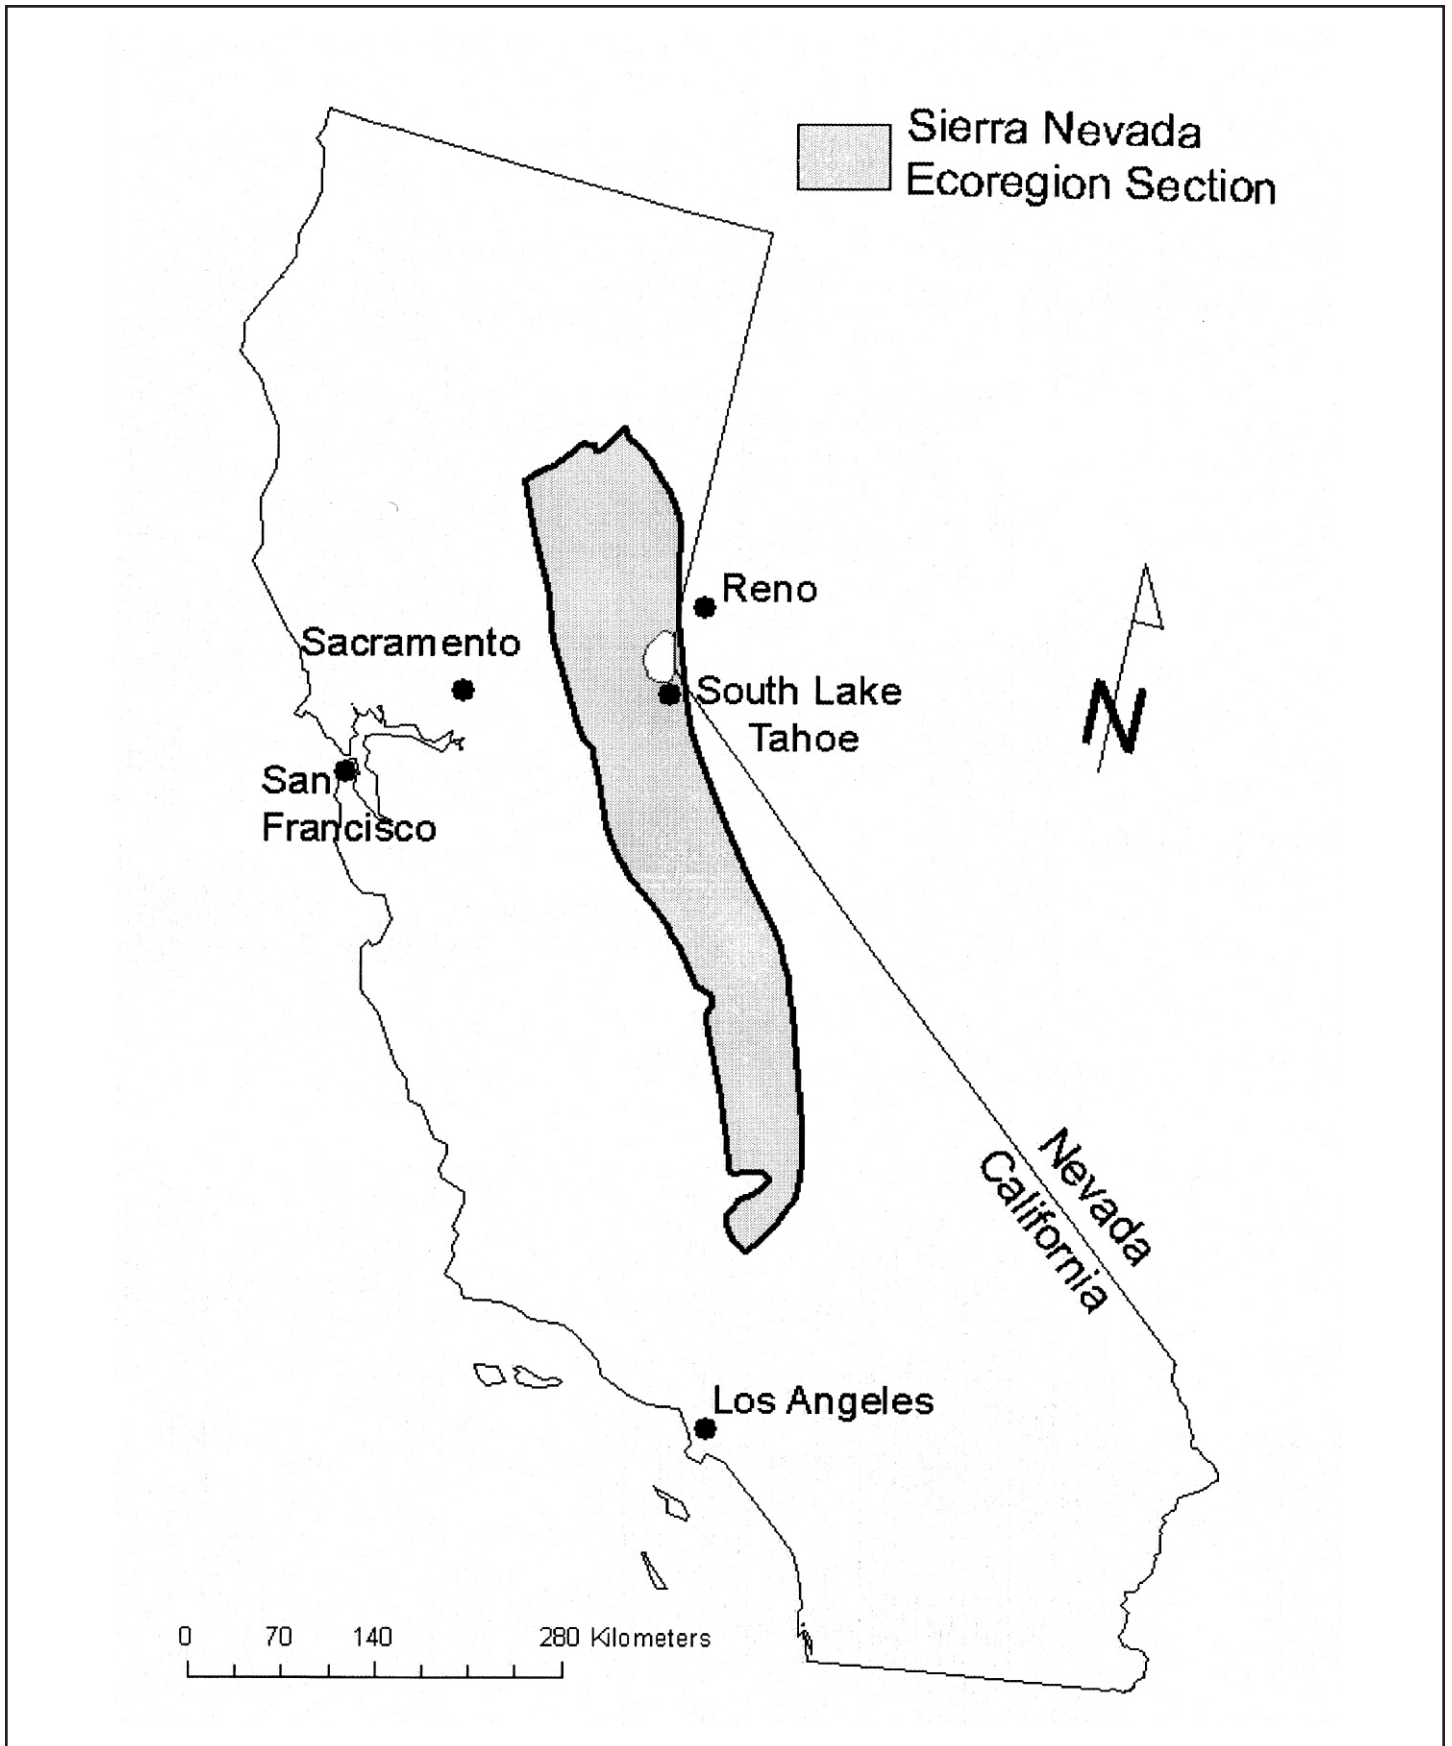 Sierra Nevada
Ecoregion Section
Reno
Sacramento
South Lake
Tahoe
N
San
Francisco
Nevada
California
Los Angeles
0 70 140 280 Kilometers